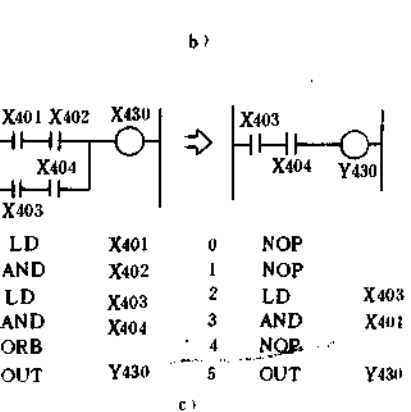 b)
X401 X402 X430 X403
X404 X404 Y430
X403
LD X401 0 NOP
AND X402 1 NOP
LD X403 2 LD X403
AND X404 3 AND X401
ORB 4 NOP
OUT Y430 5 OUT Y430
c)